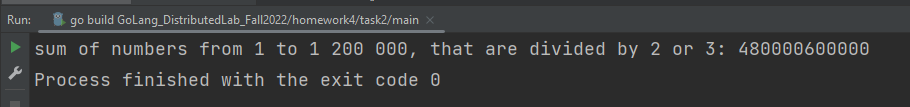 Run: go build GoLang_DistributedLab_Fall2022/homework4/task2/main ×
sum of numbers from 1 to 1 200 000, that are divided by 2 or 3: 480000600000
Process finished with the exit code 0